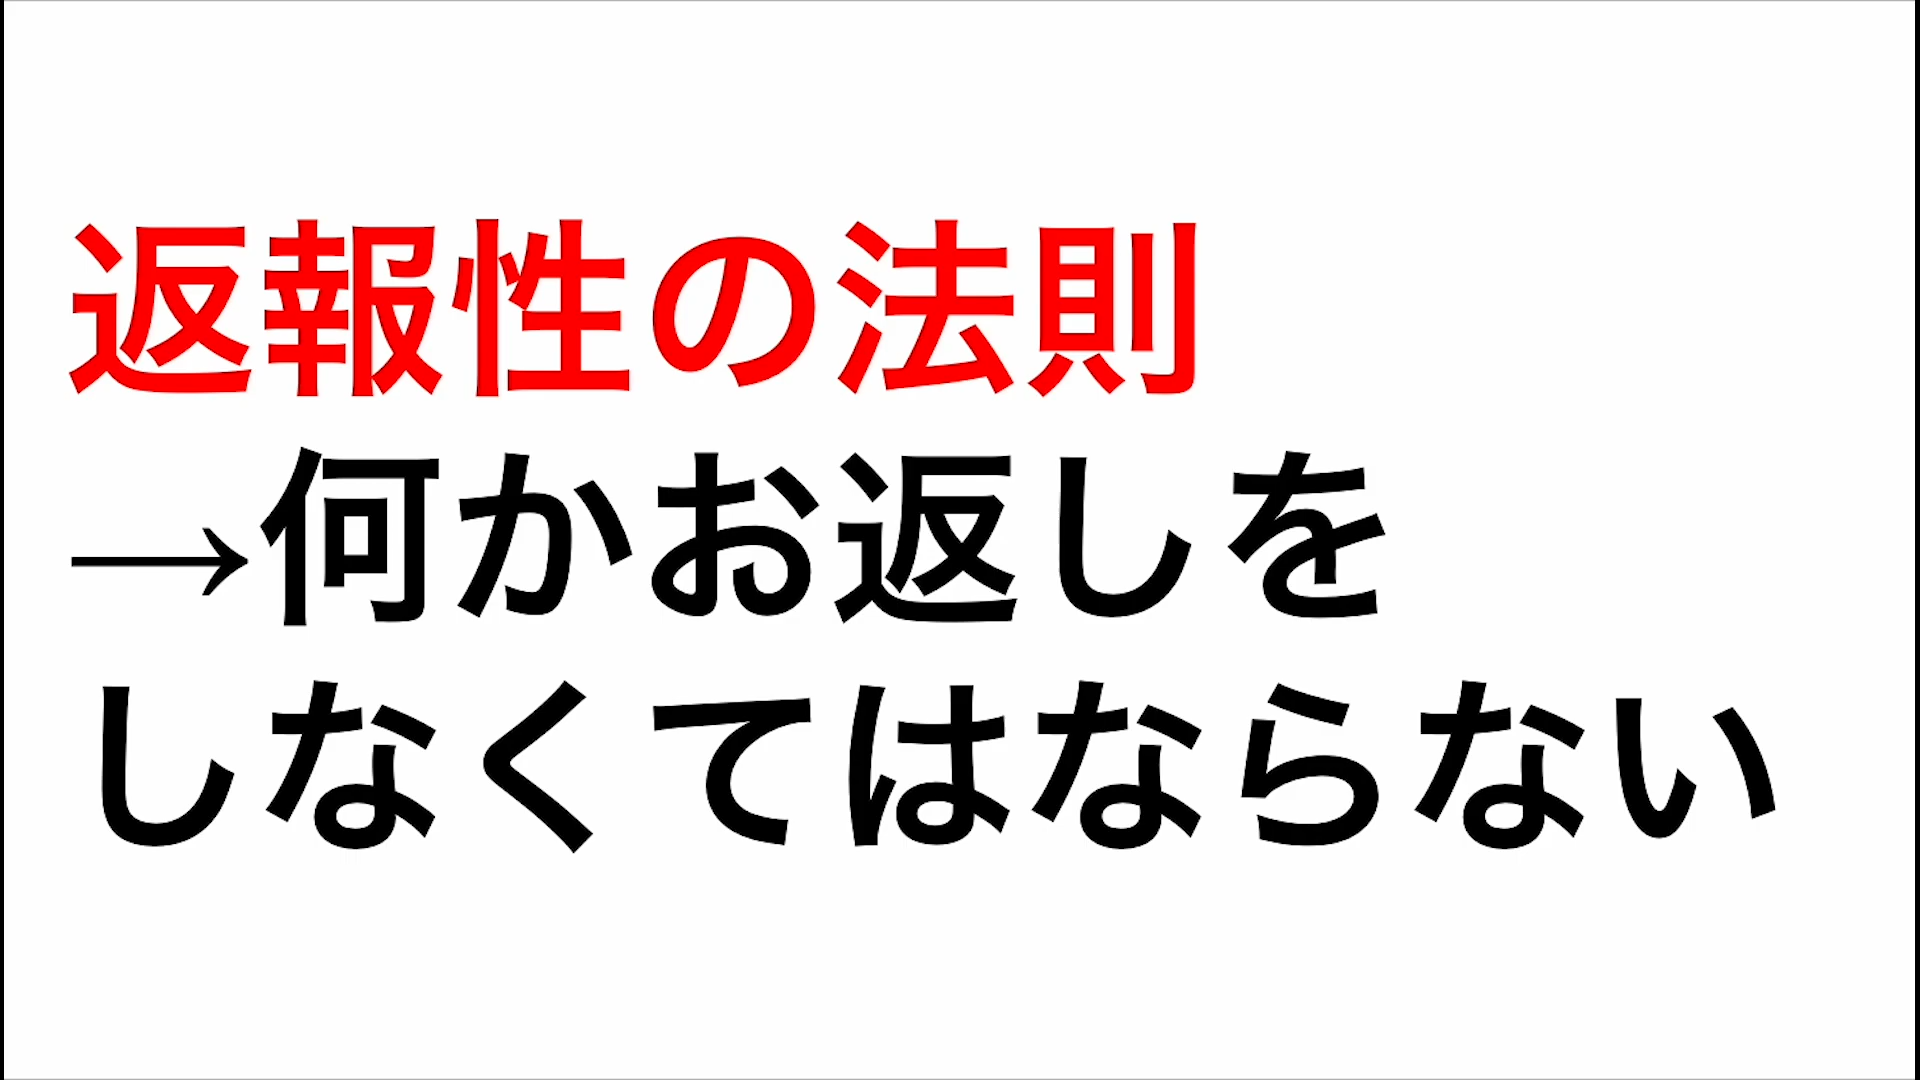 返報性の法則
→何かお返しを
しなくてはならない